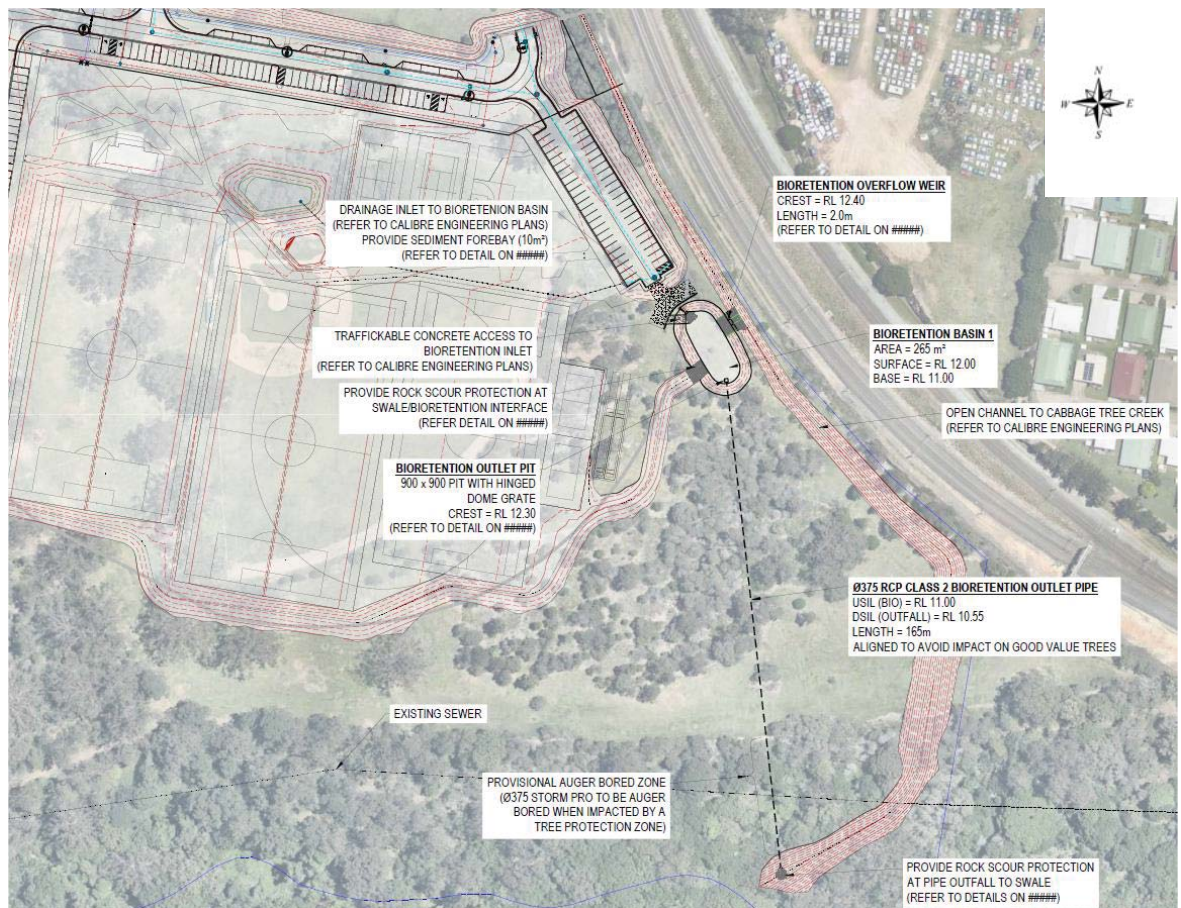 N
W E
S
BIORETENTION OVERFLOW WEIR
CREST = RL 12.40
LENGTH = 2.0m
(REFER TO DETAIL ON #####)
DRAINAGE INLET TO BIORETENION BASIN
(REFER TO CALIBRE ENGINEERING PLANS)
PROVIDE SEDIMENT FOREBAY (10m²)
(REFER TO DETAIL ON #####)
TRAFFICKABLE CONCRETE ACCESS TO
BIORETENTION INLET
(REFER TO CALIBRE ENGINEERING PLANS)
BIORETENTION BASIN 1
AREA = 265 m²
SURFACE = RL 12.00
BASE = RL 11.00
PROVIDE ROCK SCOUR PROTECTION AT
SWALE/BIORETENTION INTERFACE
(REFER DETAIL ON #####)
OPEN CHANNEL TO CABBAGE TREE CREEK
(REFER TO CALIBRE ENGINEERING PLANS)
BIORETENTION OUTLET PIT
900 x 900 PIT WITH HINGED
DOME GRATE
CREST = RL 12.30
(REFER TO DETAIL ON #####)
Ø375 RCP CLASS 2 BIORETENTION OUTLET PIPE
USIL (BIO) = RL 11.00
DSIL (OUTFALL) = RL 10.55
LENGTH = 165m
ALIGNED TO AVOID IMPACT ON GOOD VALUE TREES
EXISTING SEWER
PROVISIONAL AUGER BORED ZONE
(Ø375 STORM PRO TO BE AUGER
BORED WHEN IMPACTED BY A
TREE PROTECTION ZONE)
PROVIDE ROCK SCOUR PROTECTION
AT PIPE OUTFALL TO SWALE
(REFER TO DETAILS ON #####)